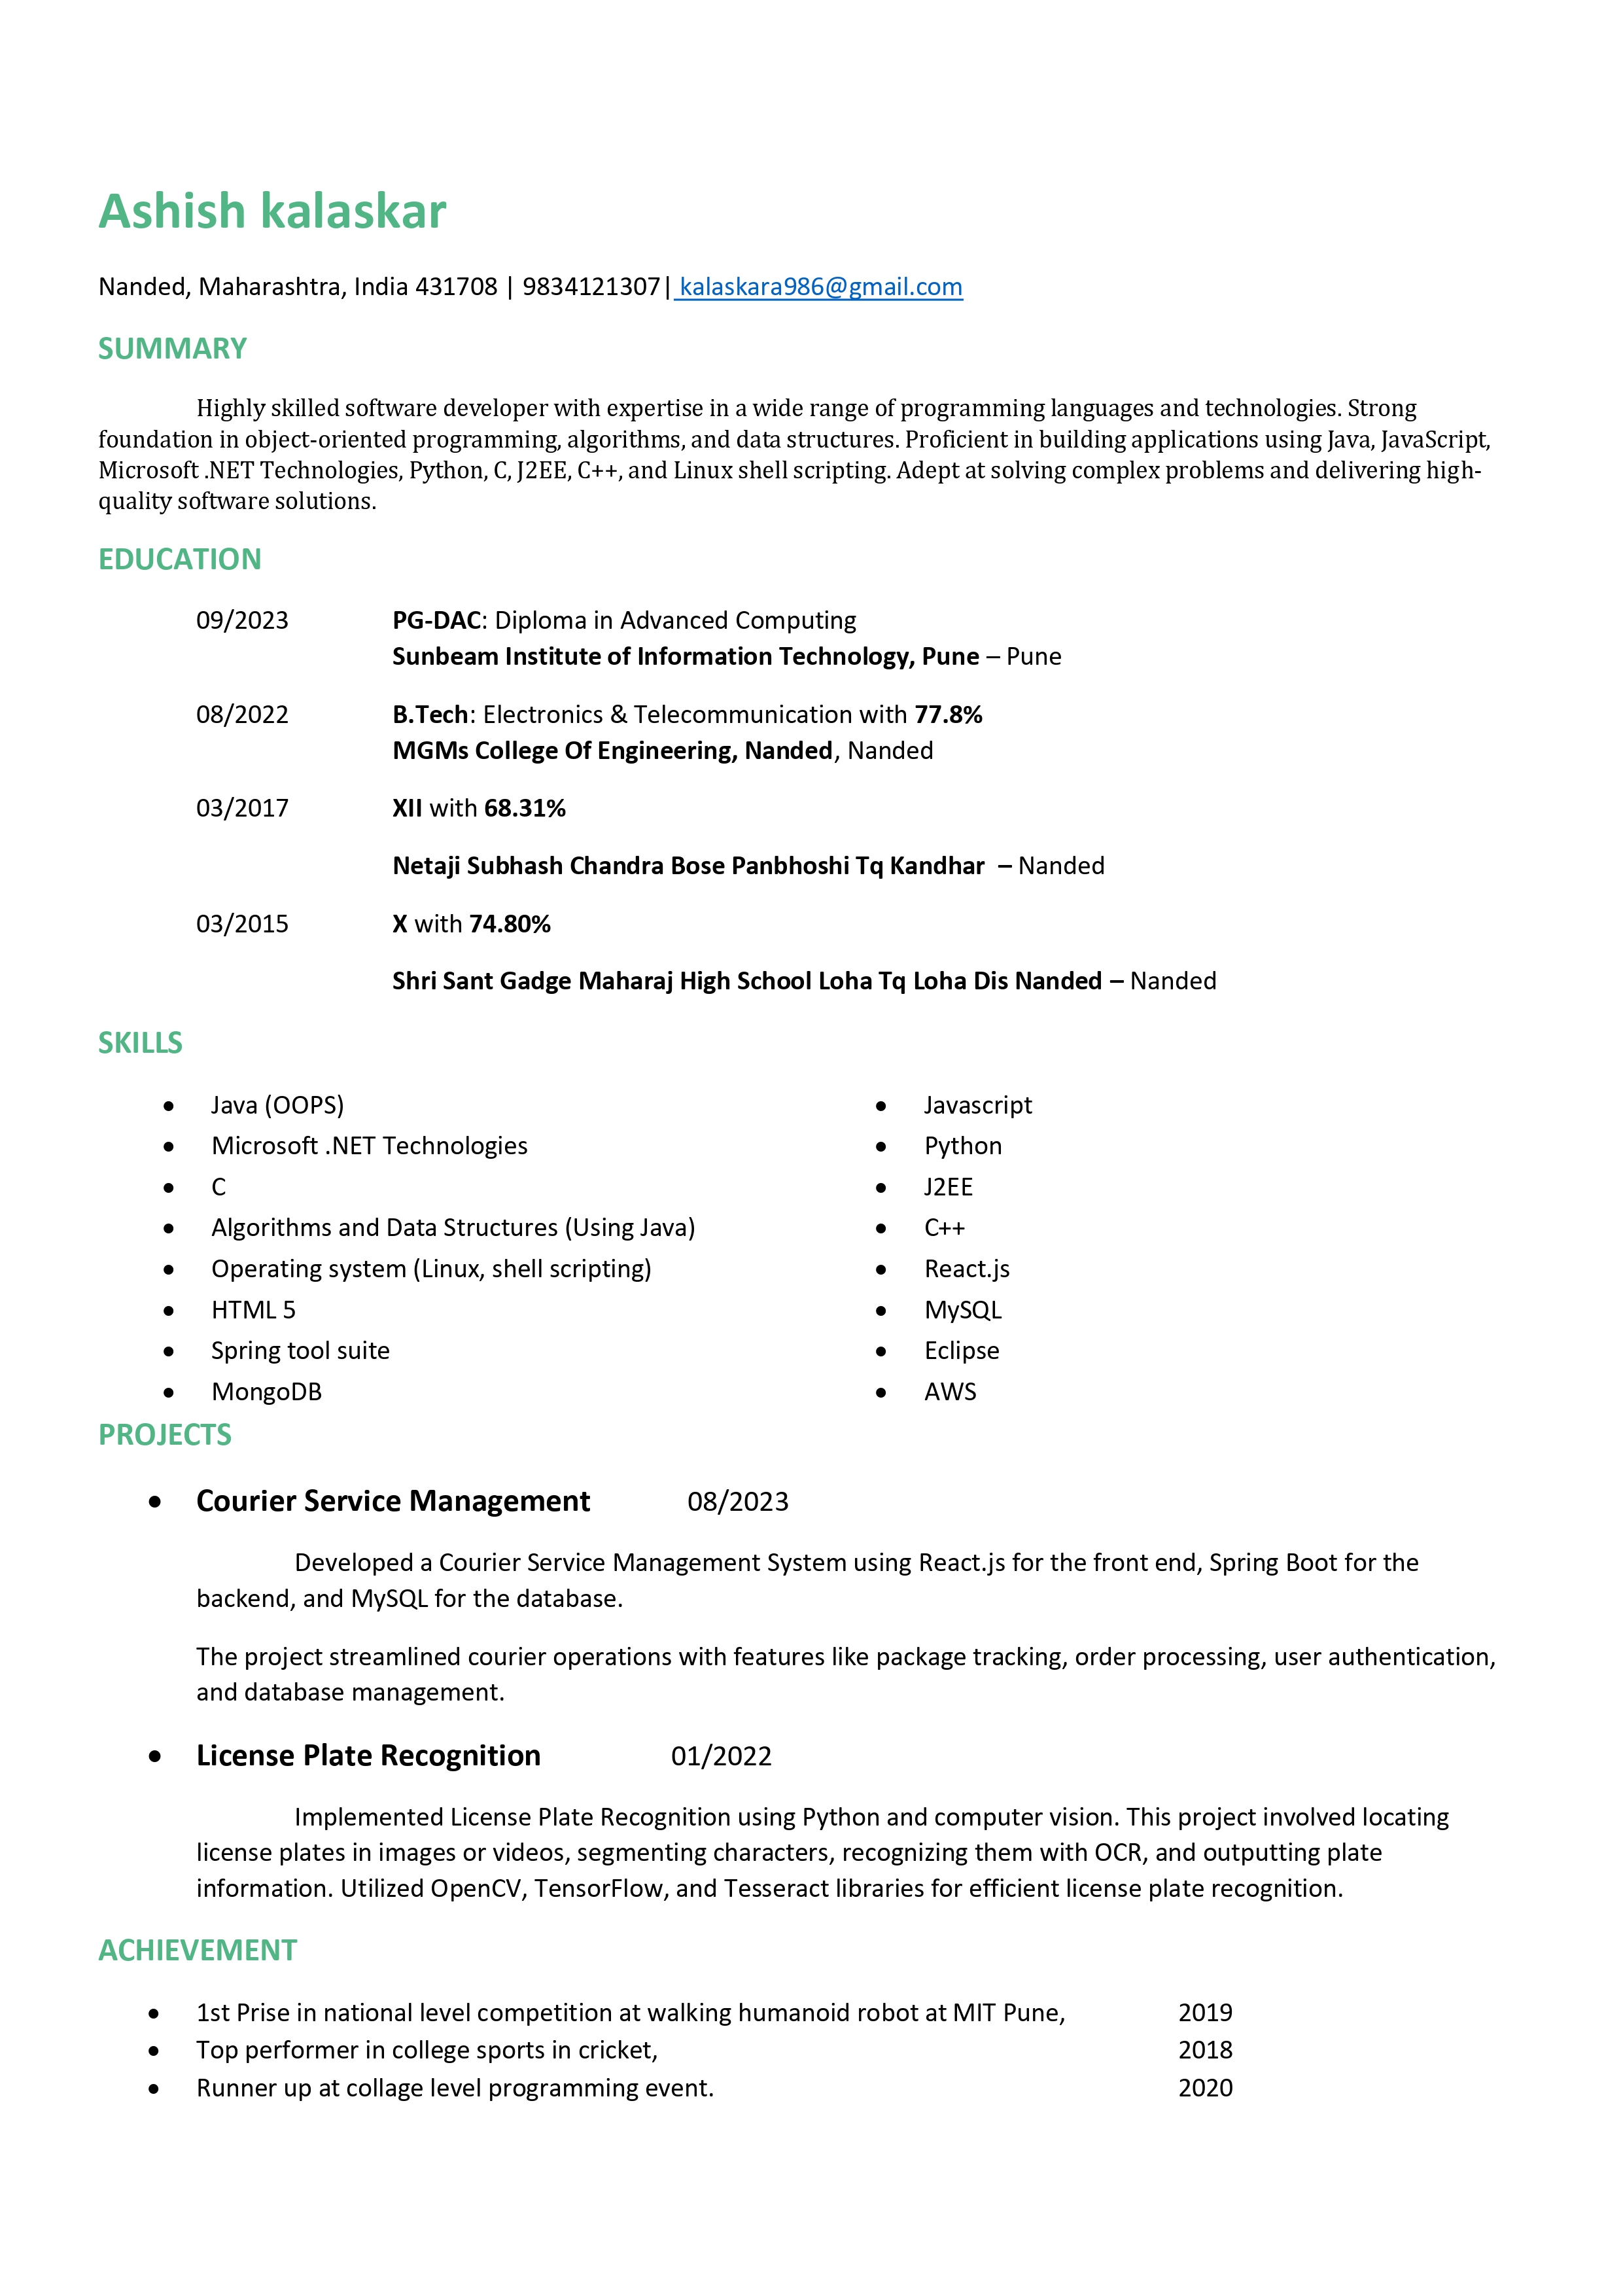 Ashish kalaskar
Nanded, Maharashtra, India 431708 | 9834121307| kalaskara986@gmail.com
SUMMARY
Highly skilled software developer with expertise in a wide range of programming languages and technologies. Strong
foundation in object-oriented programming, algorithms, and data structures. Proficient in building applications using Java, JavaScript,
Microsoft .NET Technologies, Python, C, J2EE, C++, and Linux shell scripting. Adept at solving complex problems and delivering high-
quality software solutions.
EDUCATION
09/2023 PG-DAC: Diploma in Advanced Computing
Sunbeam Institute of Information Technology, Pune – Pune
08/2022 B.Tech: Electronics & Telecommunication with 77.8%
MGMs College Of Engineering, Nanded, Nanded
03/2017 XII with 68.31%
Netaji Subhash Chandra Bose Panbhoshi Tq Kandhar – Nanded
03/2015 X with 74.80%
Shri Sant Gadge Maharaj High School Loha Tq Loha Dis Nanded – Nanded
SKILLS
• Java (OOPS)
• Microsoft .NET Technologies
• C
• Algorithms and Data Structures (Using Java)
• Operating system (Linux, shell scripting)
• HTML 5
• Spring tool suite
• MongoDB
• Javascript
• Python
• J2EE
• C++
• React.js
• MySQL
• Eclipse
• AWS
PROJECTS
• Courier Service Management 08/2023
Developed a Courier Service Management System using React.js for the front end, Spring Boot for the
backend, and MySQL for the database.
The project streamlined courier operations with features like package tracking, order processing, user authentication,
and database management.
• License Plate Recognition 01/2022
Implemented License Plate Recognition using Python and computer vision. This project involved locating
license plates in images or videos, segmenting characters, recognizing them with OCR, and outputting plate
information. Utilized OpenCV, TensorFlow, and Tesseract libraries for efficient license plate recognition.
ACHIEVEMENT
• 1st Prise in national level competition at walking humanoid robot at MIT Pune, 2019
• Top performer in college sports in cricket, 2018
• Runner up at collage level programming event. 2020